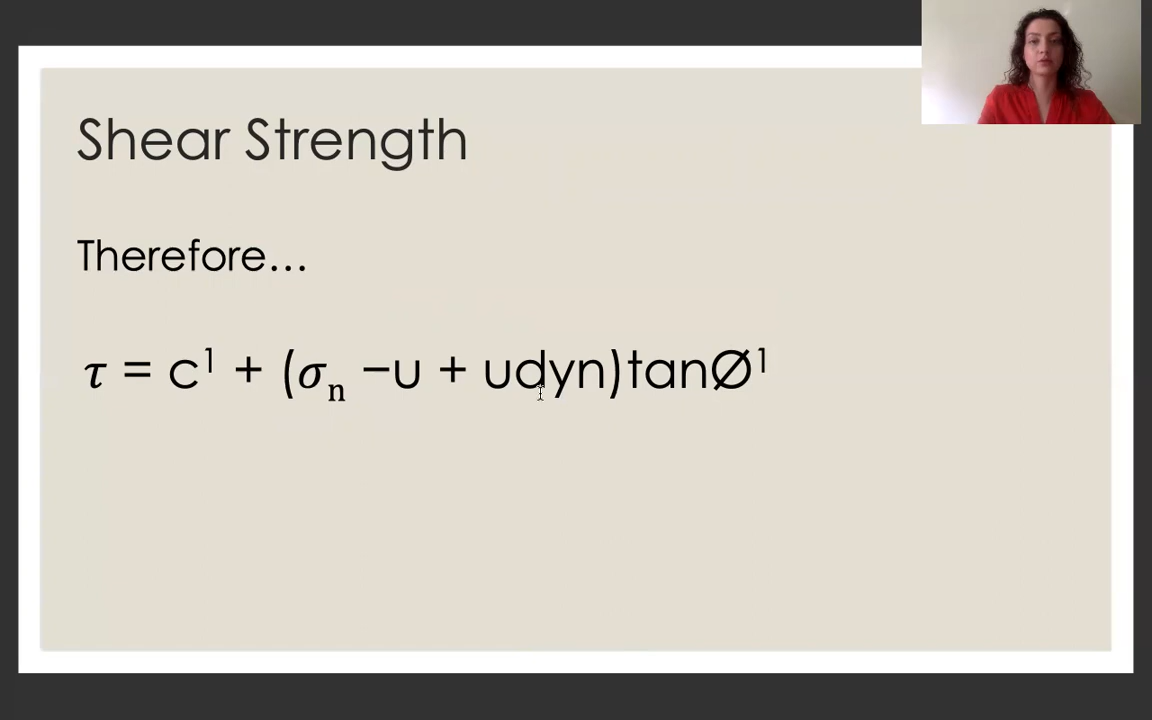 Shear Strength
Therefore…
τ = c¹ + (σₙ −u + udyn)tanØ¹